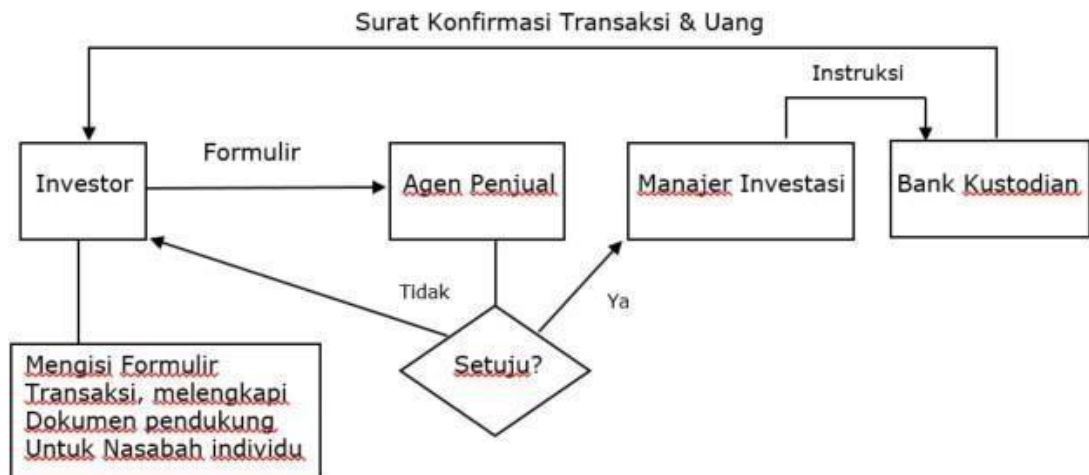 Surat Konfirmasi Transaksi & Uang
Instruksi
Formulir
Investor
Agen Penjual
Manajer Investasi
Bank Kustodian
Tidak
Ya
Setuju?
Mengisi Formulir
Transaksi, melengkapi
Dokumen pendukung
Untuk Nasabah individu